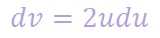 dv = 2udu